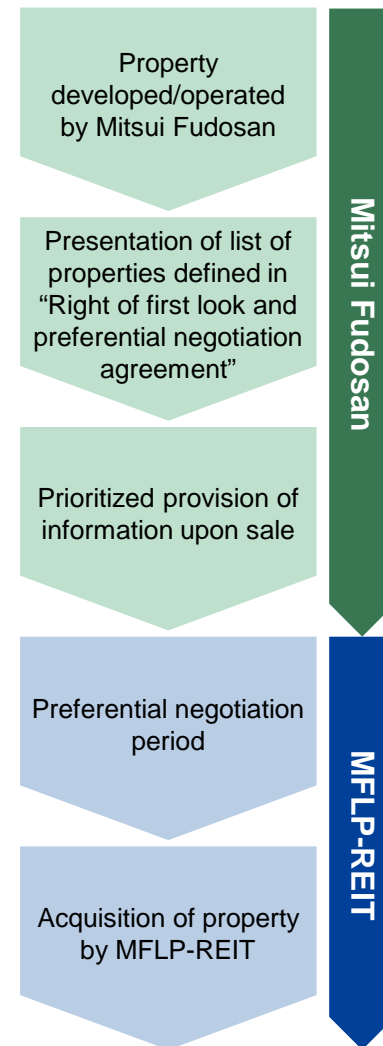 Property
developed/operated
by Mitsui Fudosan
Presentation of list of
properties defined in
“Right of first look and
preferential negotiation
agreement”
Prioritized provision of
information upon sale
Mitsui Fudosan
Preferential negotiation
period
Acquisition of property
by MFLP-REIT
MFLP-REIT